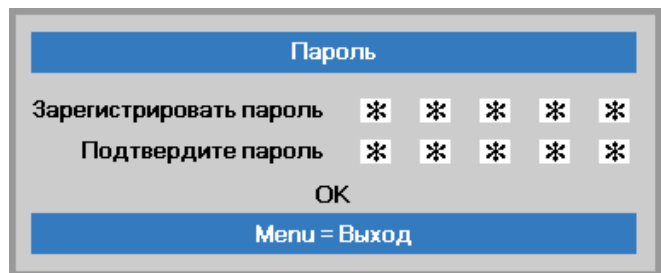 Пароль
Зарегистрировать пароль * * * * *
Подтвердите пароль * * * * *
OK
Menu = Выход